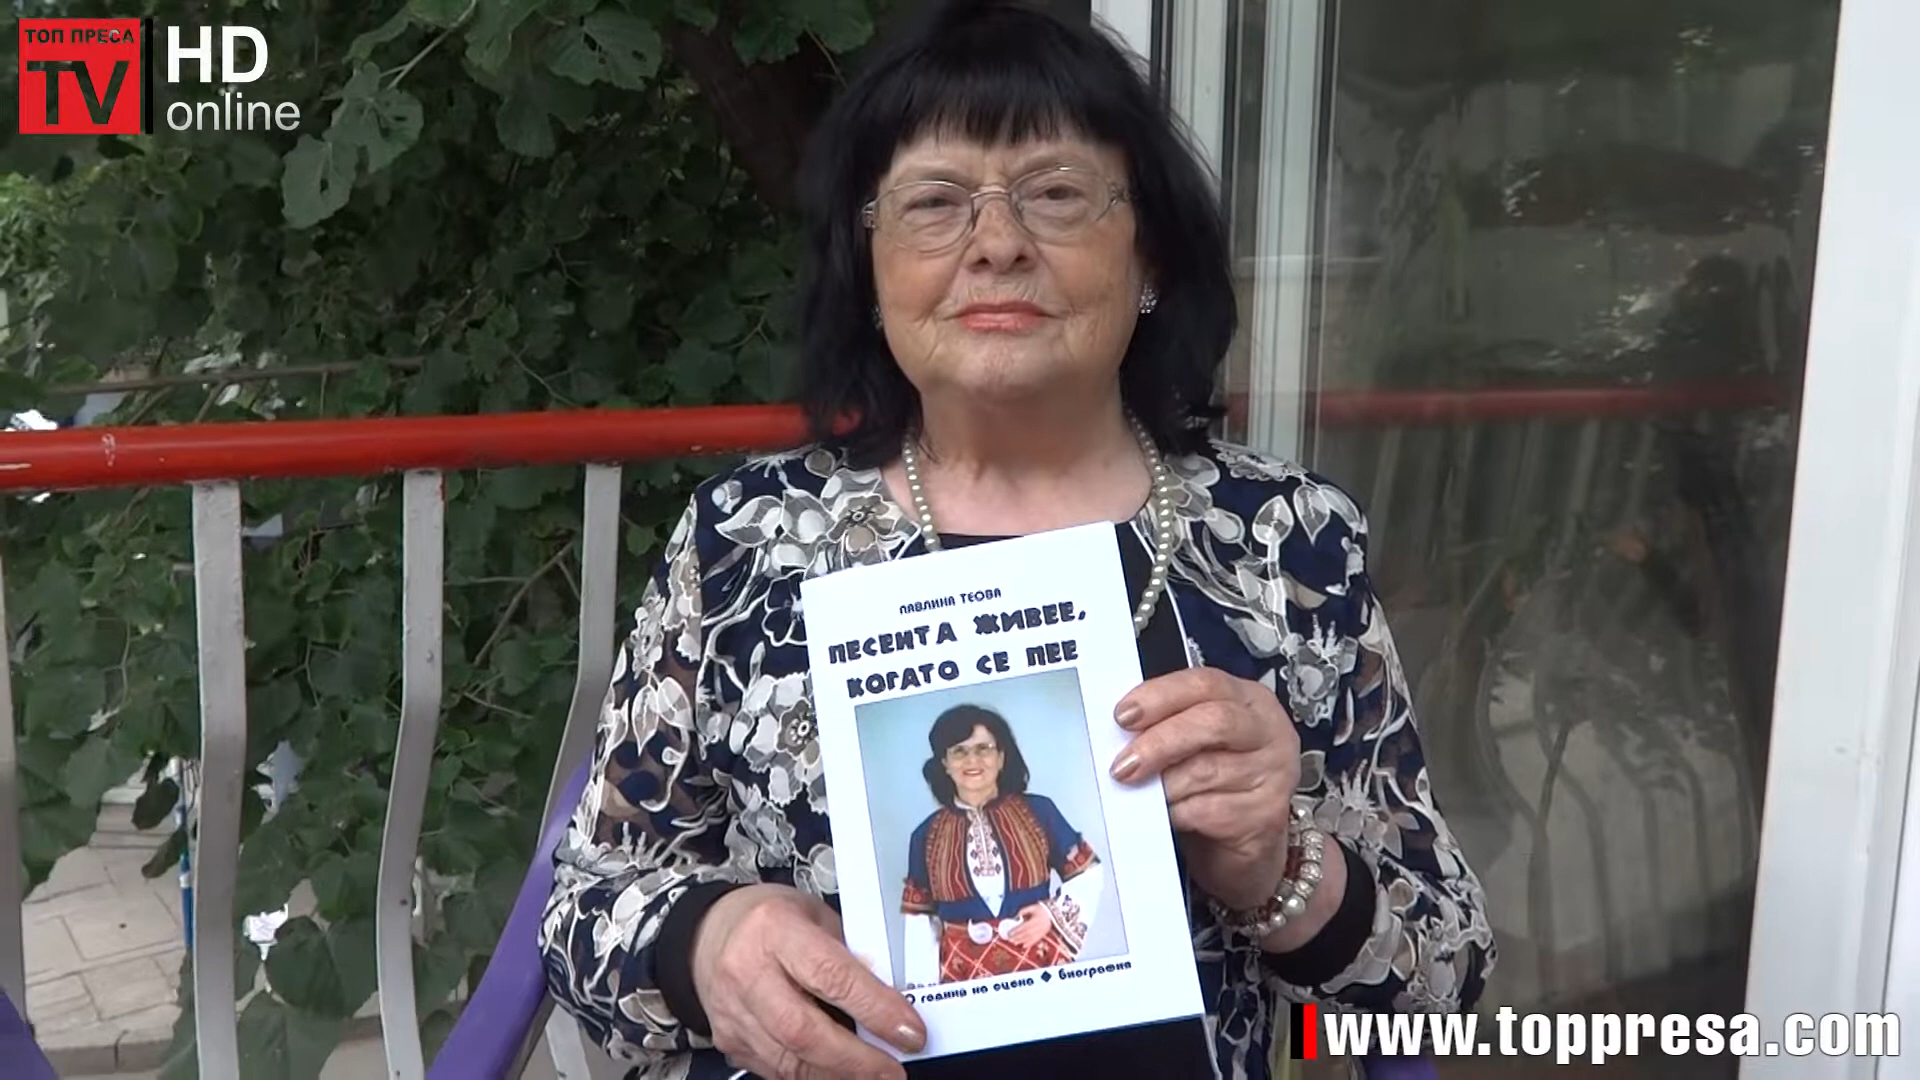 ТОП ПРЕСА
TV
HD
online
ПАВЛИНА ТЕОВА
ПЕСЕНТА ЖИВЕЕ,
КОГАТО СЕ ПЕЕ
години на сцена ◆ биография
www.toppresa.com